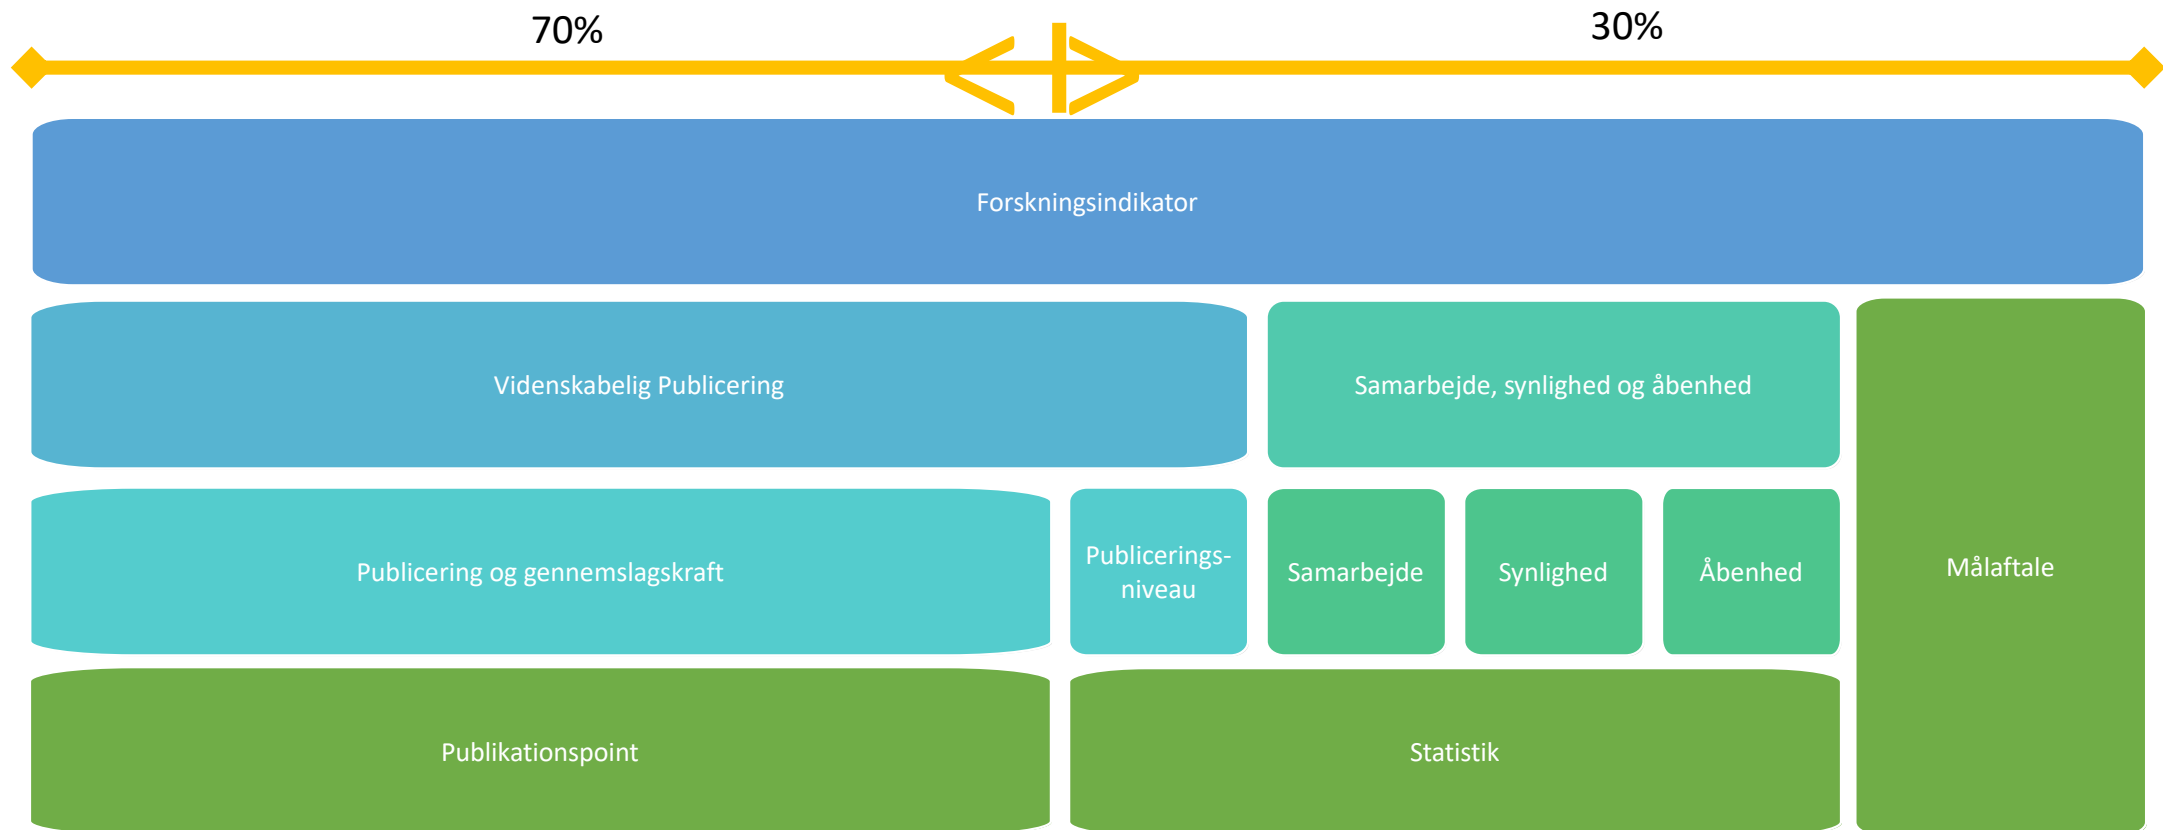 70%
30%
Forskningsindikator
Videnskabelig Publicering
Samarbejde, synlighed og åbenhed
Publicering og gennemslagskraft
Publicerings-
niveau
Samarbejde
Synlighed
Åbenhed
Målaftale
Publikationspoint
Statistik